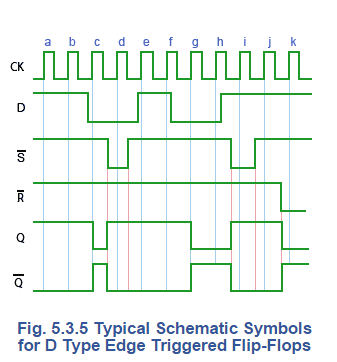 a b c d e f g h i j k
CK
D
S̅
R̅
Q
Q̅
Fig. 5.3.5 Typical Schematic Symbols
for D Type Edge Triggered Flip-Flops